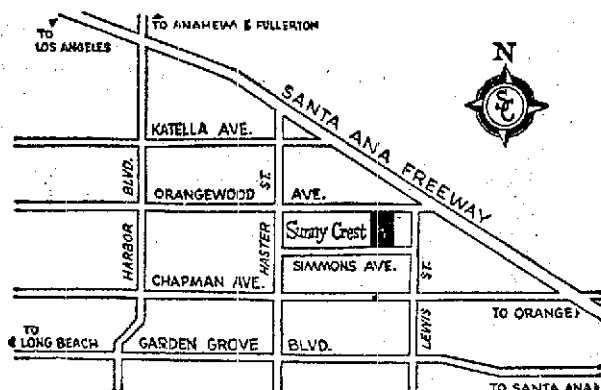 TO ANAHEIM & FULLERTON
TO
LOS ANGELES
N
SC
SANTA ANA FREEWAY
KATELLA AVE.
HARBOR BLVD.
HASTER ST.
ORANGEWOOD AVE.
Sunny Crest
SIMMONS AVE.
CHAPMAN AVE.
LEWIS ST.
TO ORANGE
TO
LONG BEACH
GARDEN GROVE BLVD.
TO SANTA ANA